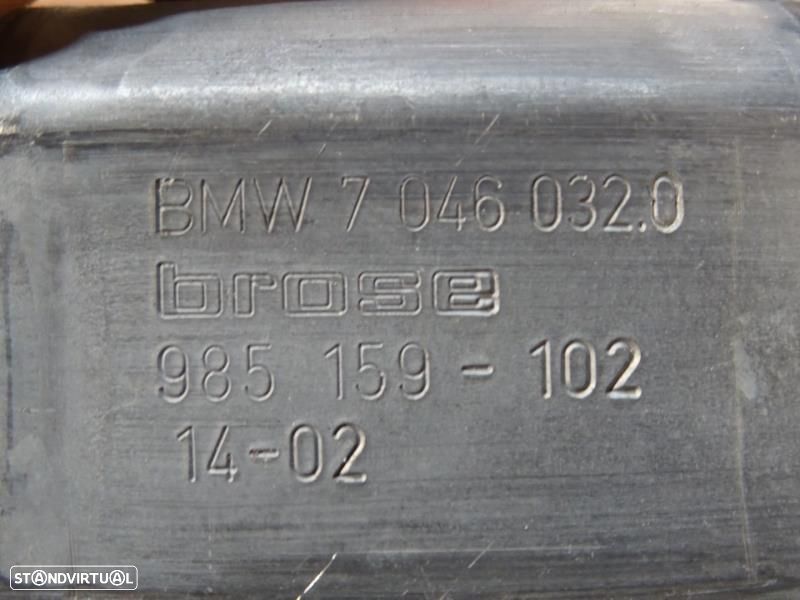 BMW 7 046 032.0
brose
985 159 - 102
14-02
STANDVIRTUAL